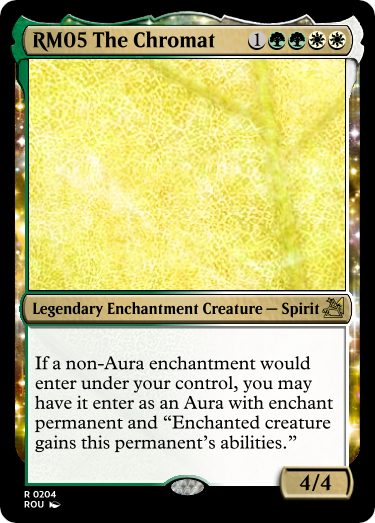 RM05 The Chromat 1
Legendary Enchantment Creature — Spirit
If a non-Aura enchantment would
enter under your control, you may
have it enter as an Aura with enchant
permanent and “Enchanted creature
gains this permanent’s abilities.”
4/4
R 0204
ROU